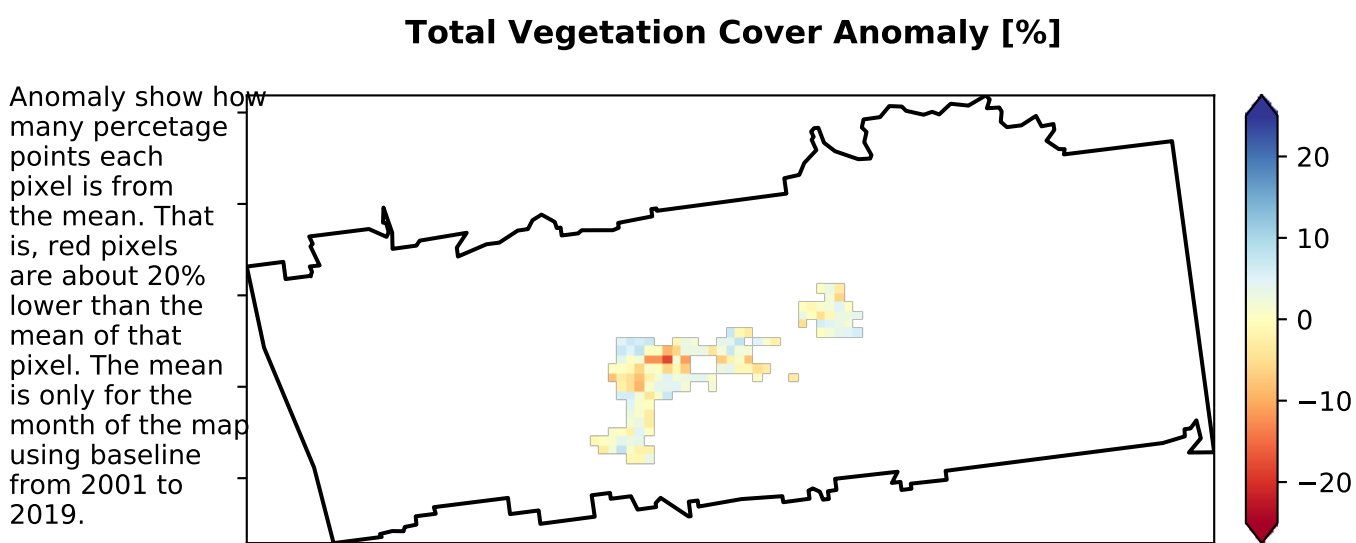 Total Vegetation Cover Anomaly [%]
Anomaly show how
many percetage
points each
pixel is from
the mean. That
is, red pixels
are about 20%
lower than the
mean of that
pixel. The mean
is only for the
month of the map
using baseline
from 2001 to
2019.
20
10
0
−10
−20